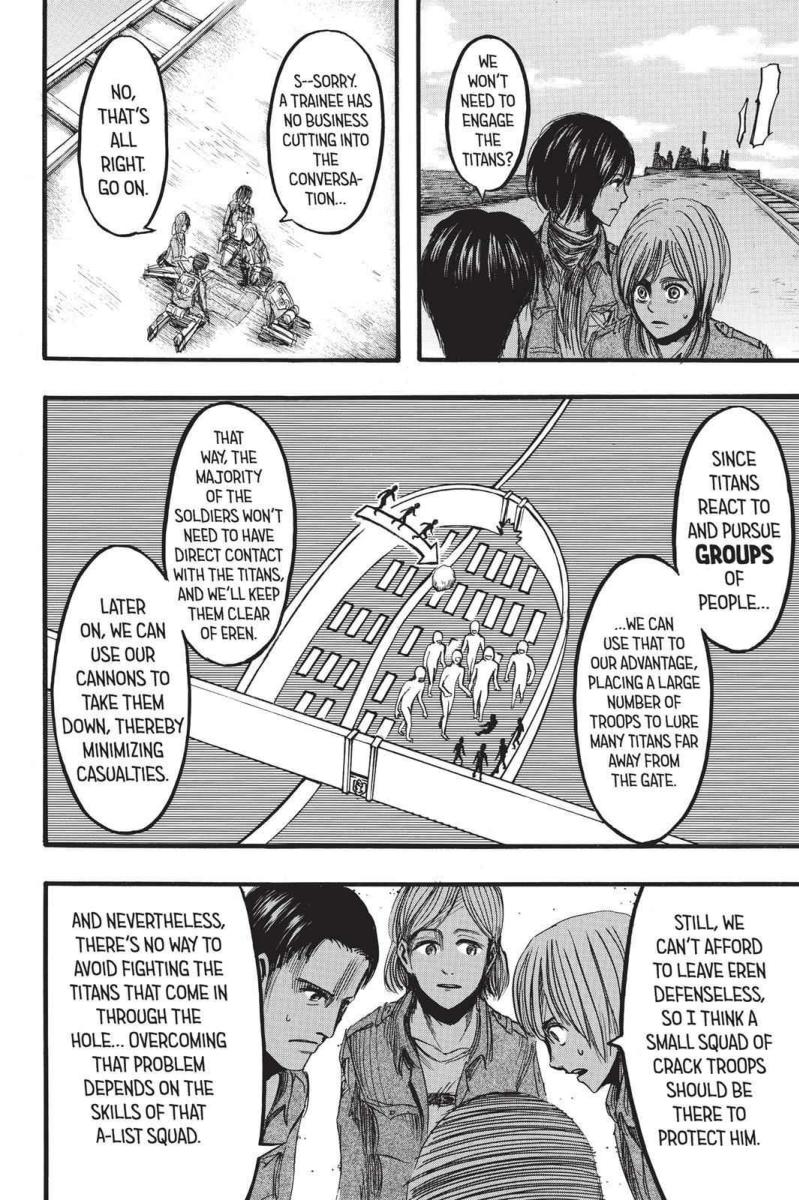 WE
WON'T
NEED TO
ENGAGE
THE
TITANS?
S--SORRY.
A TRAINEE HAS
NO BUSINESS
CUTTING INTO
THE
CONVERSA-
TION...
NO,
THAT'S
ALL
RIGHT.
GO ON.
SINCE
TITANS
REACT TO
AND PURSUE
GROUPS
OF
PEOPLE...
...WE CAN
USE THAT TO
OUR ADVANTAGE,
PLACING A LARGE
NUMBER OF
TROOPS TO LURE
MANY TITANS FAR
AWAY FROM
THE GATE.
THAT
WAY, THE
MAJORITY
OF THE
SOLDIERS WON'T
NEED TO HAVE
DIRECT CONTACT
WITH THE TITANS,
AND WE'LL KEEP
THEM CLEAR
OF EREN.
LATER
ON, WE CAN
USE OUR
CANNONS TO
TAKE THEM
DOWN, THEREBY
MINIMIZING
CASUALTIES.
STILL, WE
CAN'T AFFORD
TO LEAVE EREN
DEFENSELESS,
SO I THINK A
SMALL SQUAD OF
CRACK TROOPS
SHOULD BE
THERE TO
PROTECT HIM.
AND NEVERTHELESS,
THERE'S NO WAY TO
AVOID FIGHTING THE
TITANS THAT COME IN
THROUGH THE
HOLE... OVERCOMING
THAT PROBLEM
DEPENDS ON THE
SKILLS OF THAT
A-LIST SQUAD.